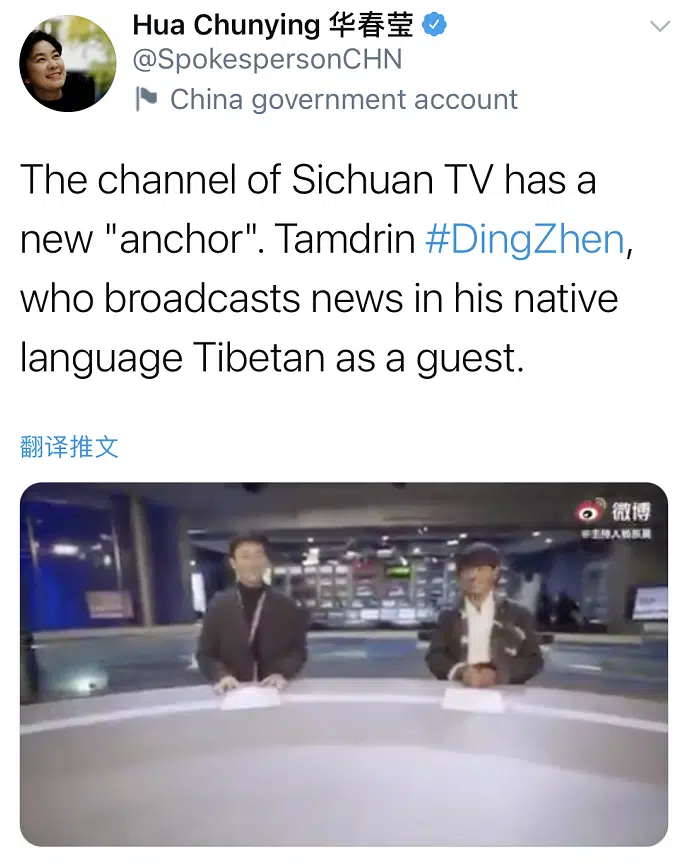 Hua Chunying 华春莹
@SpokespersonCHN
China government account
The channel of Sichuan TV has a
new "anchor". Tamdrin #DingZhen,
who broadcasts news in his native
language Tibetan as a guest.
翻译推文
微博